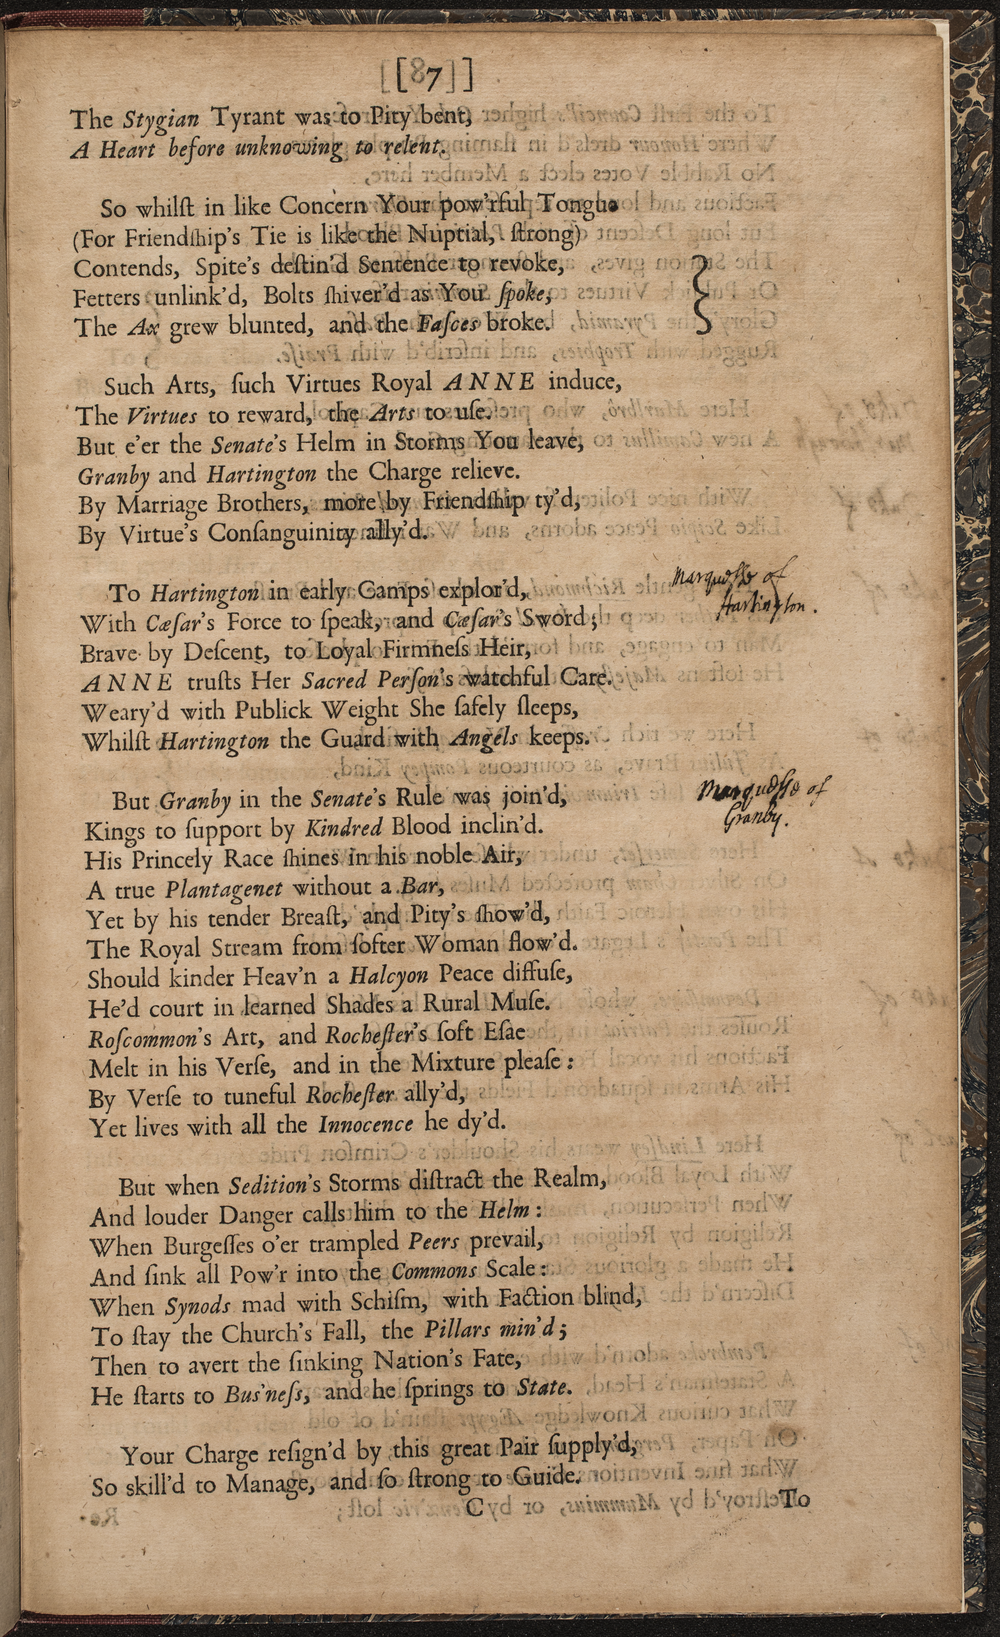 [7]
The Stygian Tyrant was to Pity bent,
A Heart before unknowing to relent.
So whilſt in like Concern Your pow'rful Tongue
(For Friendſhip's Tie is like the Nuptial, ſtrong)
Contends, Spite's deſtin'd Sentence to revoke,
Fetters unlink'd, Bolts ſhiver'd as You ſpoke,
The Ax grew blunted, and the Faſces broke.
Such Arts, ſuch Virtues Royal ANNE induce,
The Virtues to reward, the Arts to uſe.
But e'er the Senate's Helm in Storms You leave,
Granby and Hartington the Charge relieve.
By Marriage Brothers, more by Friendſhip ty'd,
By Virtue's Conſanguinity ally'd.
To Hartington in early Camps explor'd,
Marquesse of
Hartington.
With Cæſar's Force to ſpeak, and Cæſar's Sword;
Brave by Deſcent, to Loyal Firmneſs Heir,
ANNE truſts Her Sacred Perſon's watchful Care.
Weary'd with Publick Weight She ſafely ſleeps,
Whilſt Hartington the Guard with Angels keeps.
But Granby in the Senate's Rule was join'd,
Marquesse of
Granby.
Kings to ſupport by Kindred Blood inclin'd.
His Princely Race ſhines in his noble Air,
A true Plantagenet without a Bar,
Yet by his tender Breaſt, and Pity's ſhow'd,
The Royal Stream from ſofter Woman flow'd.
Should kinder Heav'n a Halcyon Peace diffuſe,
He'd court in learned Shades a Rural Muſe.
Roſcommon's Art, and Rocheſter's ſoft Eſae
Melt in his Verſe, and in the Mixture pleaſe:
By Verſe to tuneful Rocheſter ally'd,
Yet lives with all the Innocence he dy'd.
But when Sedition's Storms diſtract the Realm,
And louder Danger calls him to the Helm:
When Burgeſſes o'er trampled Peers prevail,
And ſink all Pow'r into the Commons Scale:
When Synods mad with Schiſm, with Faction blind,
To ſtay the Church's Fall, the Pillars min'd;
Then to avert the ſinking Nation's Fate,
He ſtarts to Bus'neſs, and he ſprings to State.
Your Charge reſign'd by this great Pair ſupply'd,
So skill'd to Manage, and ſo ſtrong to Guide.
C To